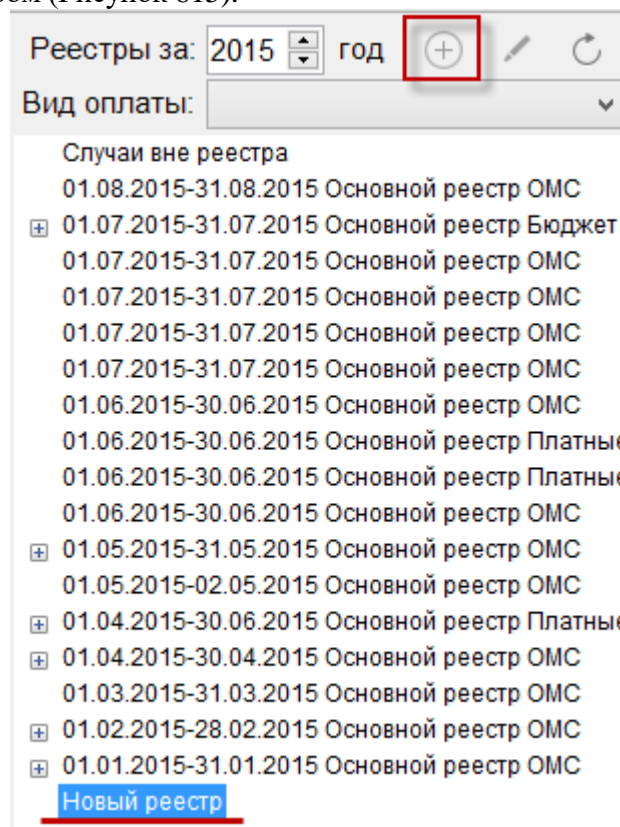 (Рисунок 813).
Реестры за: 2015 год
Вид оплаты:
Случаи вне реестра
01.08.2015-31.08.2015 Основной реестр ОМС
01.07.2015-31.07.2015 Основной реестр Бюджет
01.07.2015-31.07.2015 Основной реестр ОМС
01.07.2015-31.07.2015 Основной реестр ОМС
01.07.2015-31.07.2015 Основной реестр ОМС
01.07.2015-31.07.2015 Основной реестр ОМС
01.06.2015-30.06.2015 Основной реестр ОМС
01.06.2015-30.06.2015 Основной реестр Платные
01.06.2015-30.06.2015 Основной реестр Платные
01.06.2015-30.06.2015 Основной реестр ОМС
01.05.2015-31.05.2015 Основной реестр ОМС
01.05.2015-02.05.2015 Основной реестр ОМС
01.04.2015-30.06.2015 Основной реестр Платные
01.04.2015-30.04.2015 Основной реестр ОМС
01.03.2015-31.03.2015 Основной реестр ОМС
01.02.2015-28.02.2015 Основной реестр ОМС
01.01.2015-31.01.2015 Основной реестр ОМС
Новый реестр